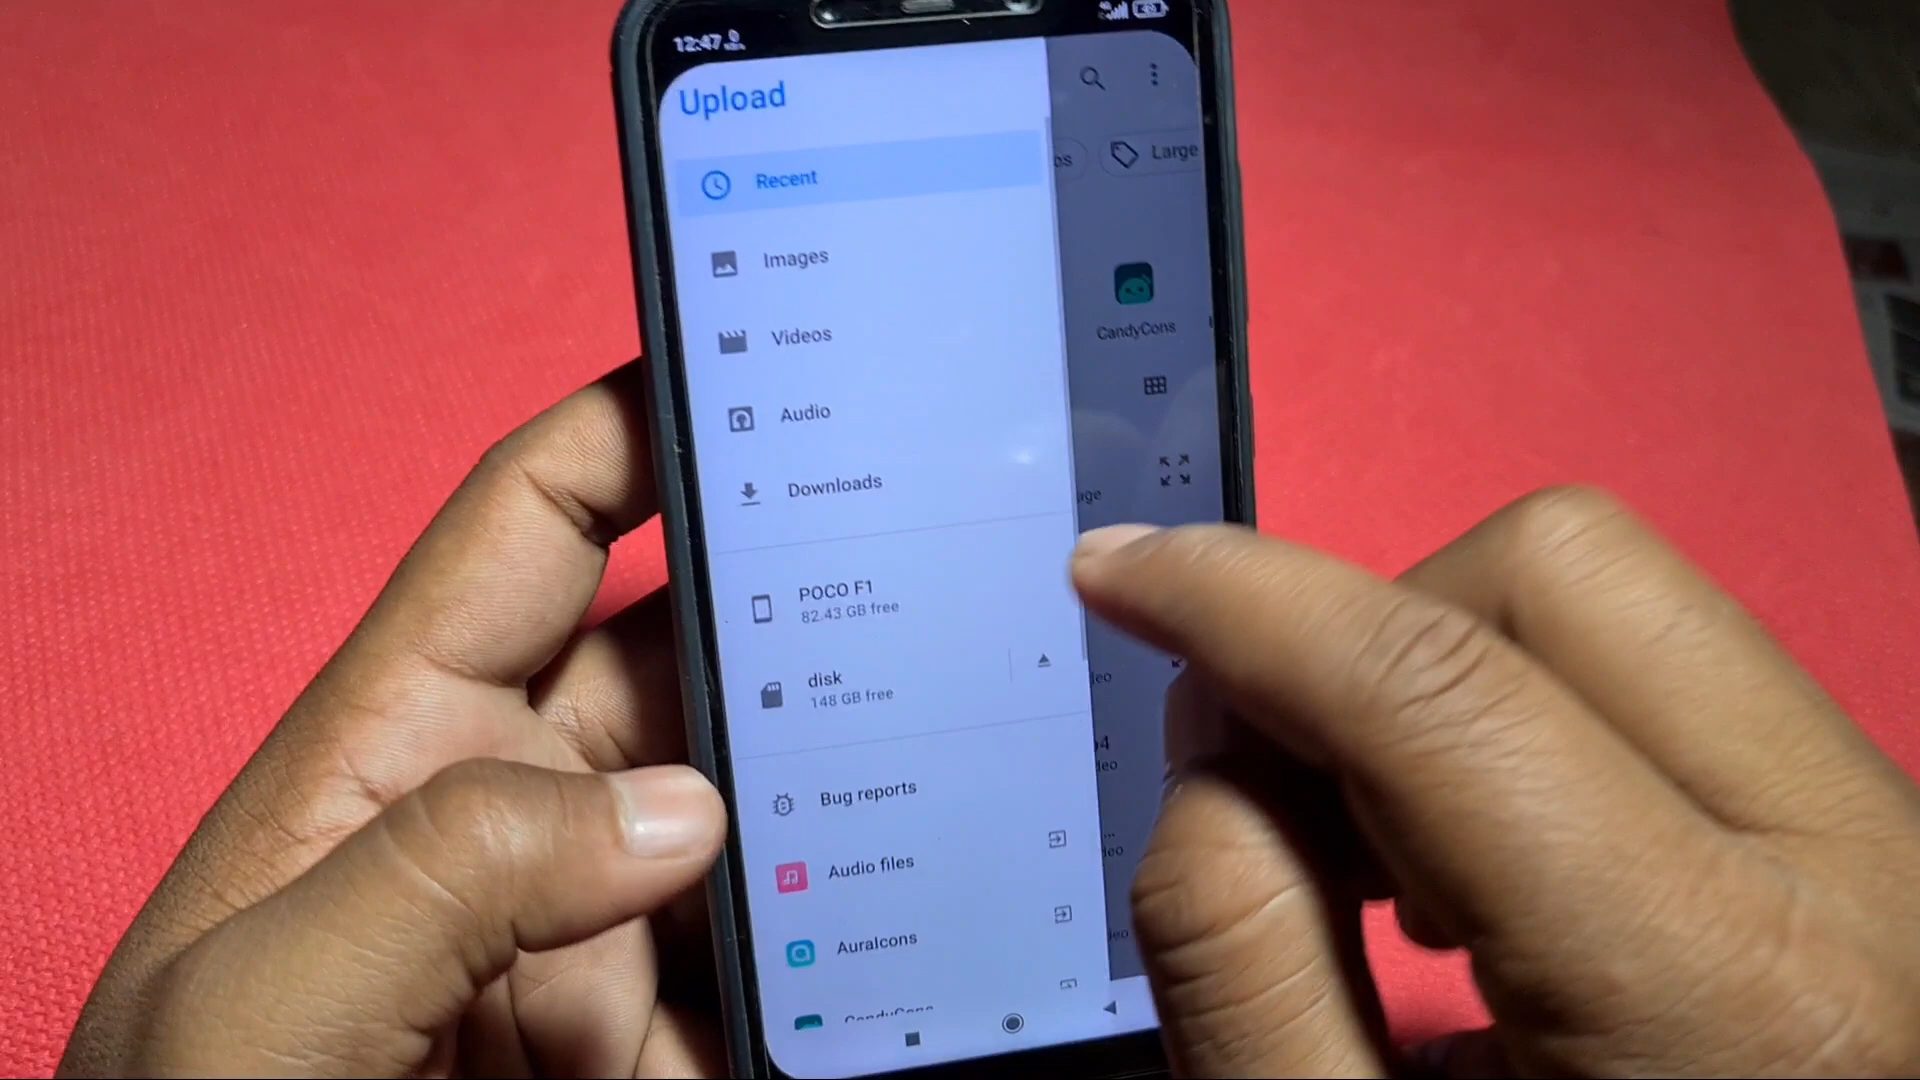 12:47
Upload
Recent
Large
Images
CandyCons
Videos
Audio
Downloads
POCO F1
82.43 GB free
disk
148 GB free
Bug reports
Audio files
AuraIcons
CandyCons